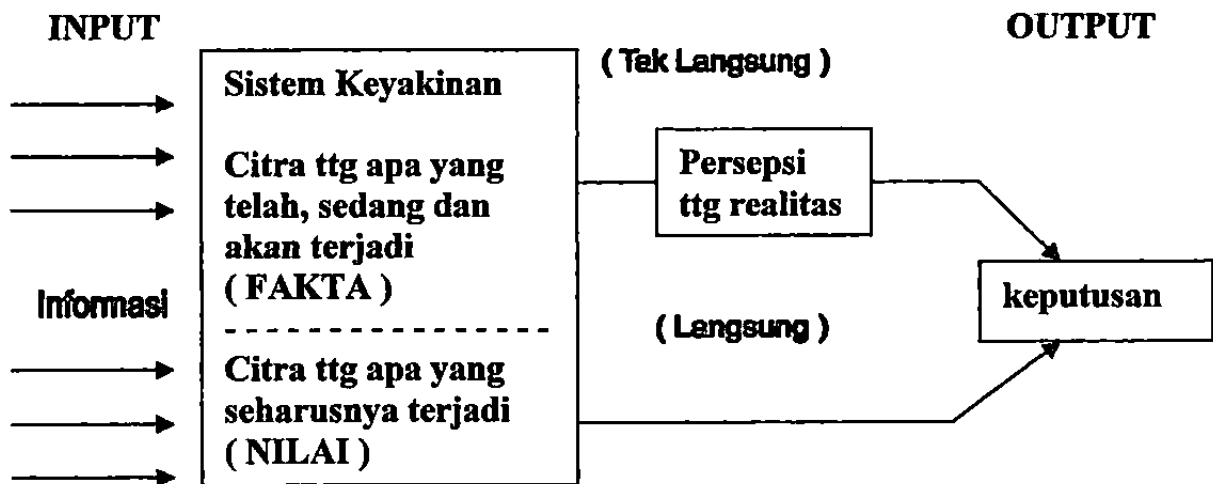 INPUT
OUTPUT
( Tak Langsung )
Sistem Keyakinan
Citra ttg apa yang
telah, sedang dan
akan terjadi
( FAKTA )
Persepsi
ttg realitas
Informasi
( Langsung )
keputusan
Citra ttg apa yang
seharusnya terjadi
( NILAI )